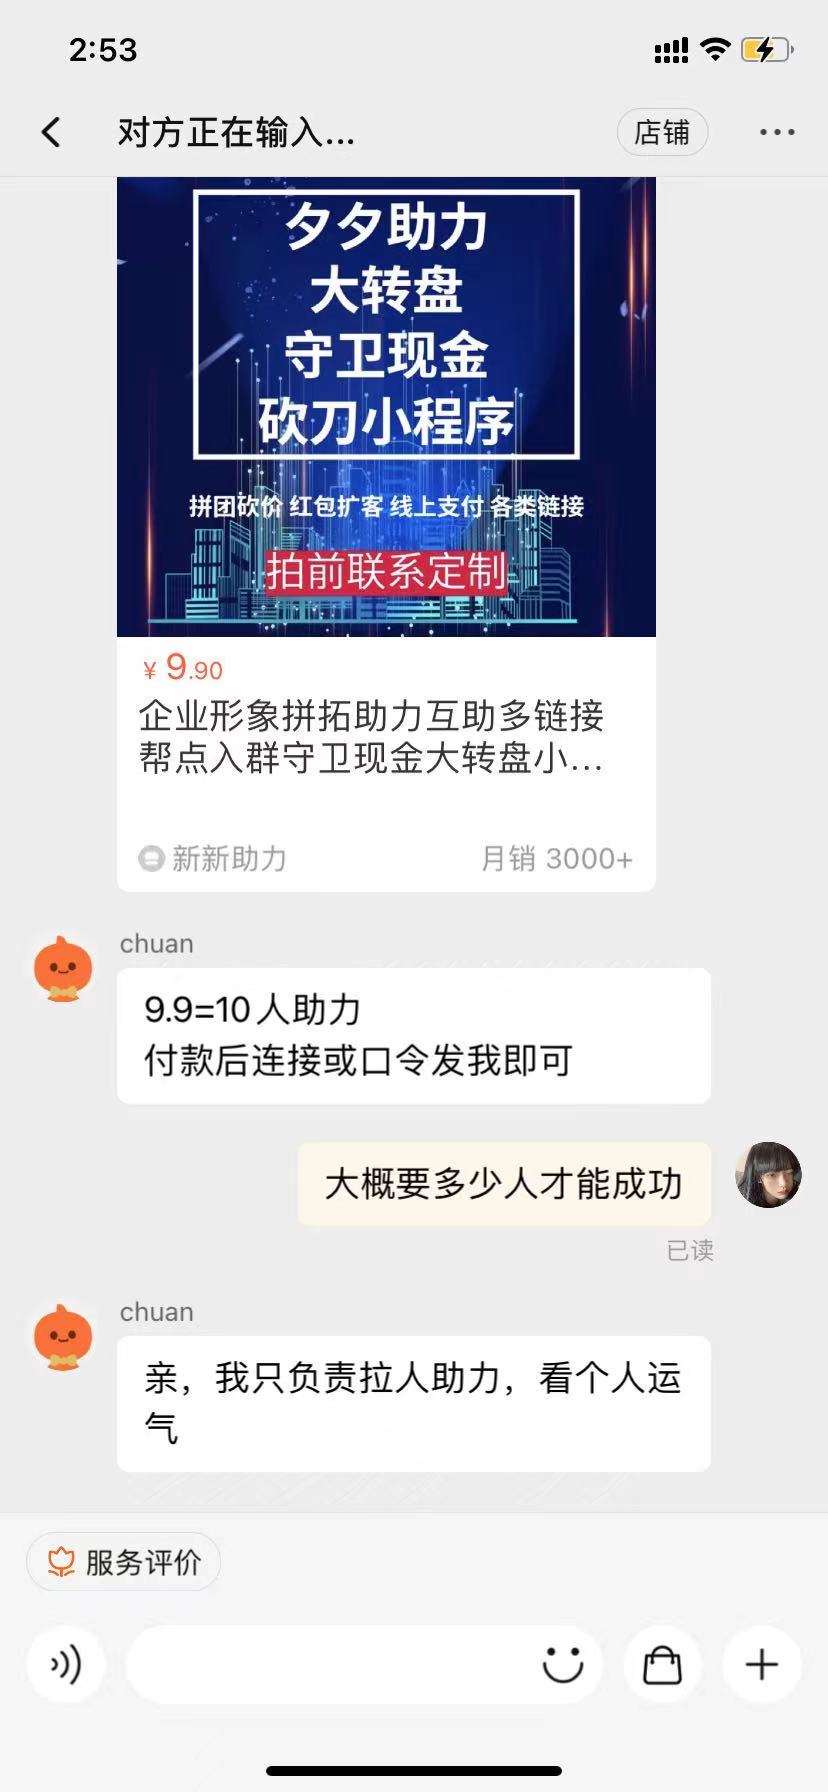 2:53
对方正在输入...
店铺
夕夕助力
大转盘
守卫现金
砍刀小程序
拼团砍价 红包扩客 线上支付 各类链接
拍前联系定制
¥ 9.90
企业形象拼拓助力互助多链接
帮点入群守卫现金大转盘小...
新新助力
月销 3000+
chuan
9.9=10人助力
付款后连接或口令发我即可
大概要多少人才能成功
已读
chuan
亲，我只负责拉人助力，看个人运
气
服务评价